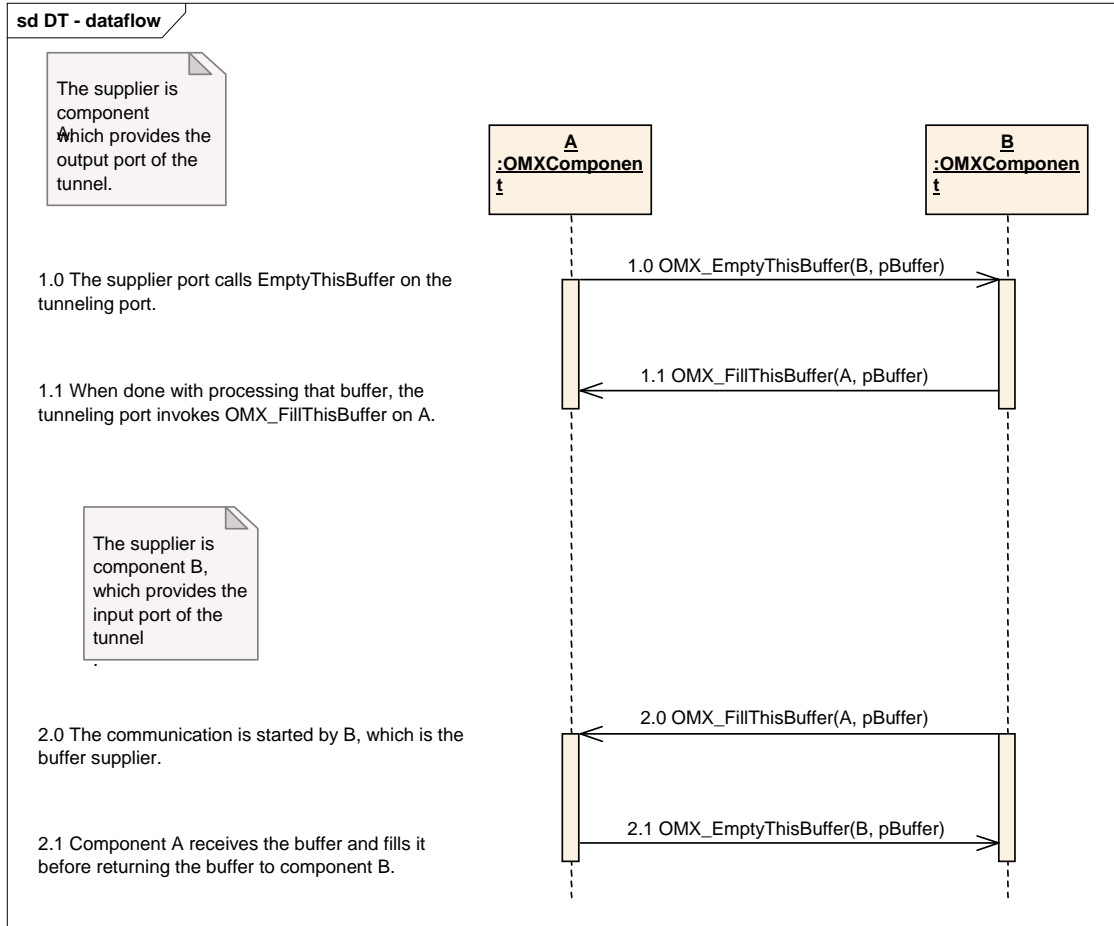 sd DT - dataflow
The supplier is
component
A,
which provides the
output port of the
tunnel.
A
:OMXComponen
t
B
:OMXComponen
t
1.0 The supplier port calls EmptyThisBuffer on the
tunneling port.
1.0 OMX_EmptyThisBuffer(B, pBuffer)
1.1 When done with processing that buffer, the
tunneling port invokes OMX_FillThisBuffer on A.
1.1 OMX_FillThisBuffer(A, pBuffer)
The supplier is
component B,
which provides the
input port of the
tunnel
.
2.0 The communication is started by B, which is the
buffer supplier.
2.0 OMX_FillThisBuffer(A, pBuffer)
2.1 Component A receives the buffer and fills it
before returning the buffer to component B.
2.1 OMX_EmptyThisBuffer(B, pBuffer)